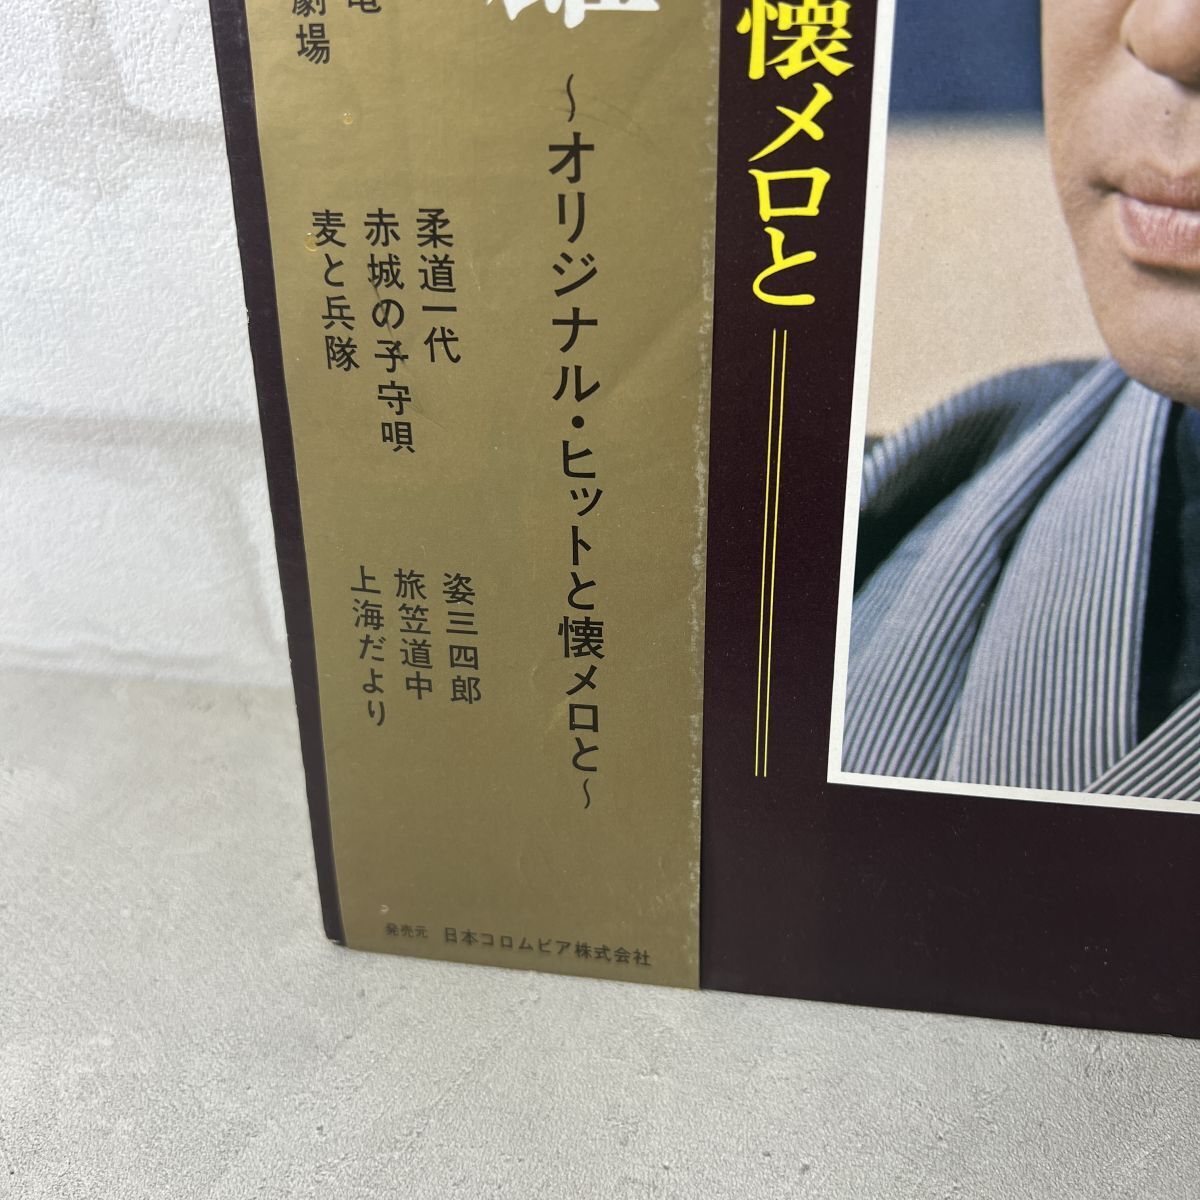 懐メロと
～オリジナル・ヒットと懐メロと～
劇場
柔道一代
赤城の子守唄
麦と兵隊
姿三四郎
旅笠道中
上海だより
発売元 日本コロムビア株式会社